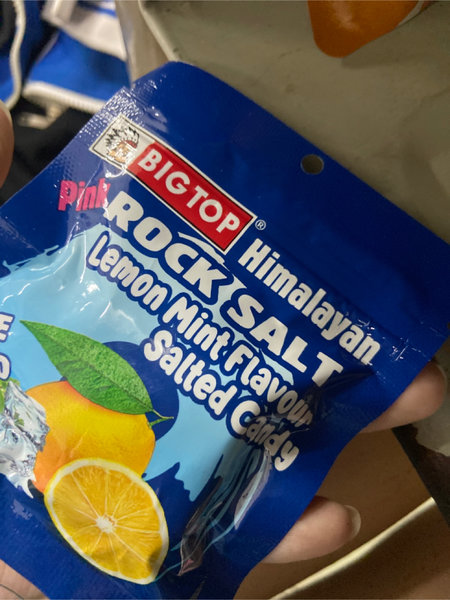 BIGTOP®
Pink Himalayan
ROCK SALT
Lemon Mint Flavour
Salted Candy